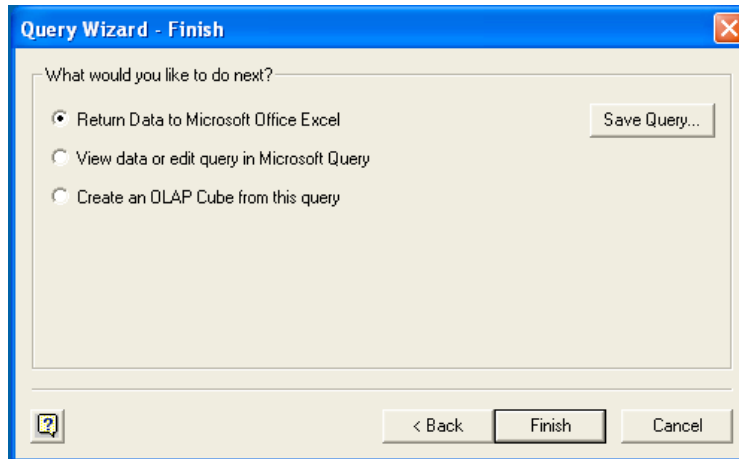 Query Wizard - Finish
What would you like to do next?
Return Data to Microsoft Office Excel
Save Query...
View data or edit query in Microsoft Query
Create an OLAP Cube from this query
?
< Back
Finish
Cancel